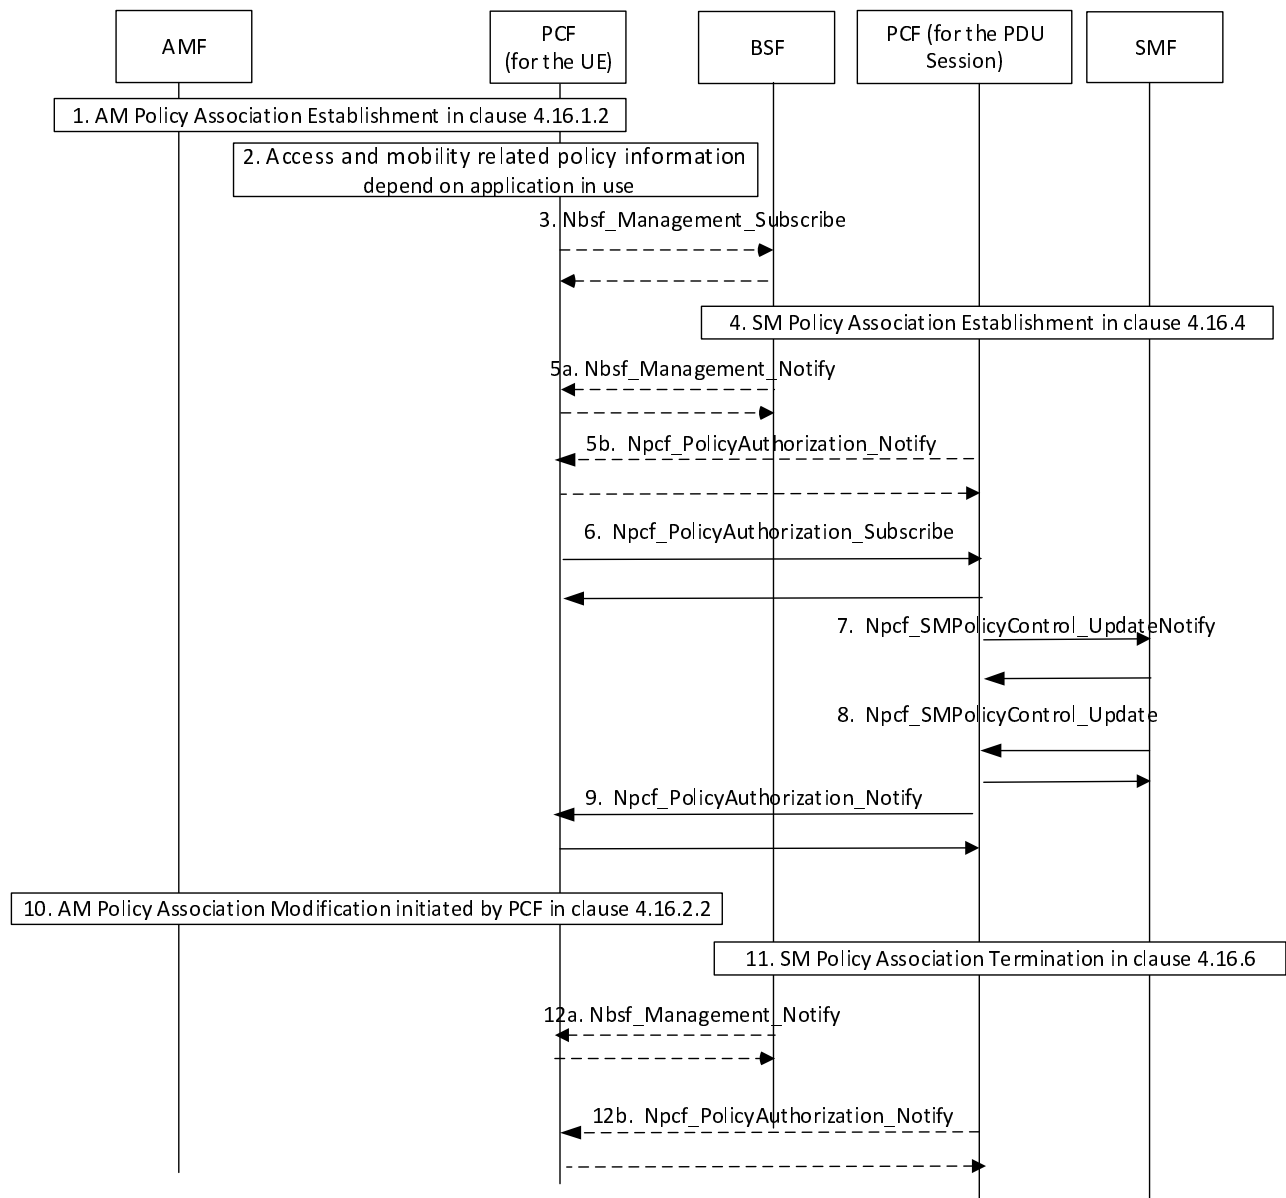 AMF
PCF
(for the UE)
BSF
PCF (for the PDU
Session)
SMF
1. AM Policy Association Establishment in clause 4.16.1.2
2. Access and mobility related policy information
depend on application in use
3. Nbsf_Management_Subscribe
4. SM Policy Association Establishment in clause 4.16.4
5a. Nbsf_Management_Notify
5b. Npcf_PolicyAuthorization_Notify
6. Npcf_PolicyAuthorization_Subscribe
7. Npcf_SMPolicyControl_UpdateNotify
8. Npcf_SMPolicyControl_Update
9. Npcf_PolicyAuthorization_Notify
10. AM Policy Association Modification initiated by PCF in clause 4.16.2.2
11. SM Policy Association Termination in clause 4.16.6
12a. Nbsf_Management_Notify
12b. Npcf_PolicyAuthorization_Notify